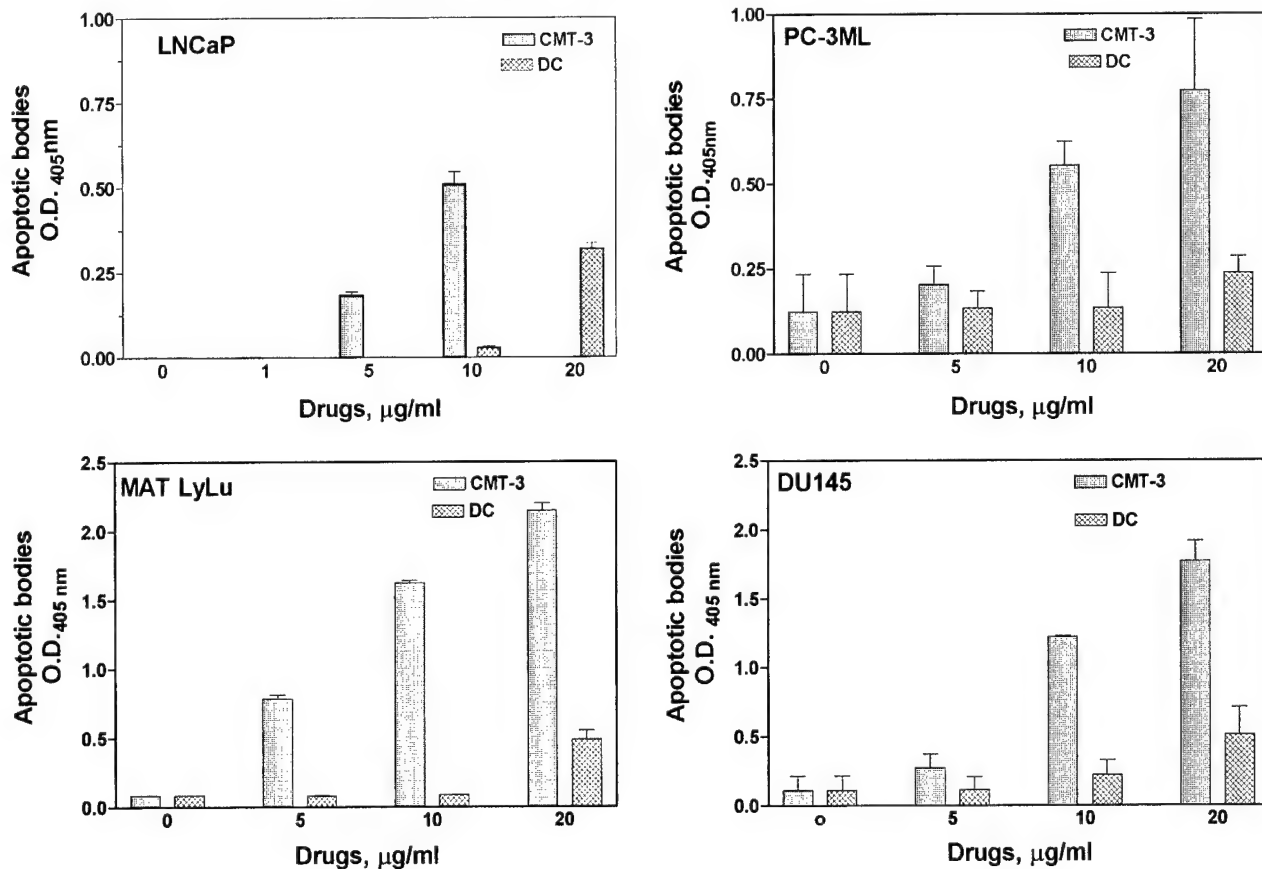 LNCaP
CMT-3
DC
1.00
0.75
0.50
0.25
0.00
Apoptotic bodies
O.D. 405nm
0 1 5 10 20
Drugs, μg/ml
PC-3ML
CMT-3
DC
1.00
0.75
0.50
0.25
0.00
Apoptotic bodies
O.D. 405nm
0 5 10 20
Drugs, μg/ml
MAT LyLu
CMT-3
DC
2.5
2.0
1.5
1.0
0.5
0.0
Apoptotic bodies
O.D. 405 nm
0 5 10 20
Drugs, μg/ml
DU145
CMT-3
DC
2.5
2.0
1.5
1.0
0.5
0.0
Apoptotic bodies
O.D. 405 nm
o 5 10 20
Drugs, μg/ml